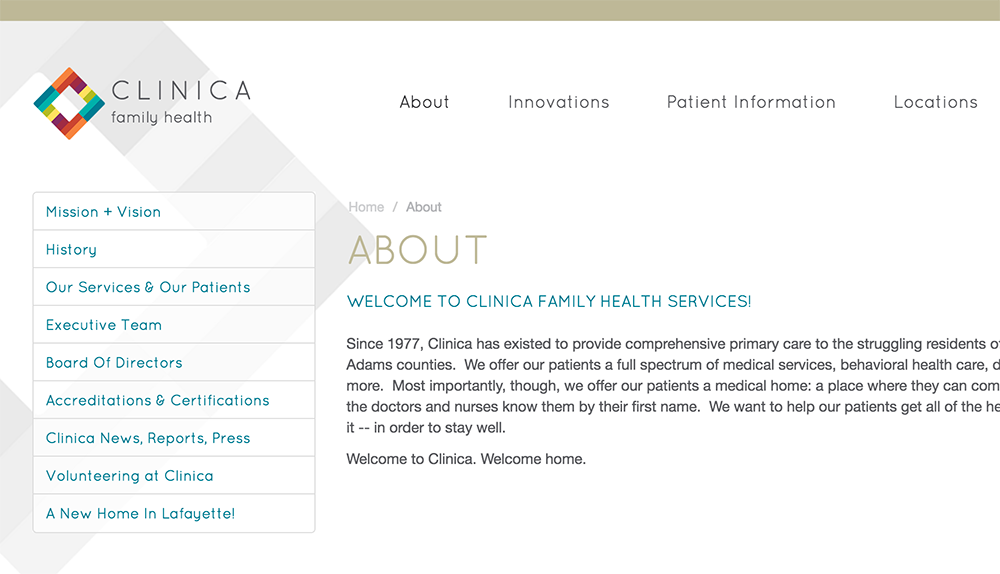 CLINICA
family health
About
Innovations
Patient Information
Locations
Mission + Vision
History
Our Services & Our Patients
Executive Team
Board Of Directors
Accreditations & Certifications
Clinica News, Reports, Press
Volunteering at Clinica
A New Home In Lafayette!
Home / About
ABOUT
WELCOME TO CLINICA FAMILY HEALTH SERVICES!
Since 1977, Clinica has existed to provide comprehensive primary care to the struggling residents
Adams counties. We offer our patients a full spectrum of medical services, behavioral health care,
more. Most importantly, though, we offer our patients a medical home: a place where they can
the doctors and nurses know them by their first name. We want to help our patients get all of the
it -- in order to stay well.
Welcome to Clinica. Welcome home.